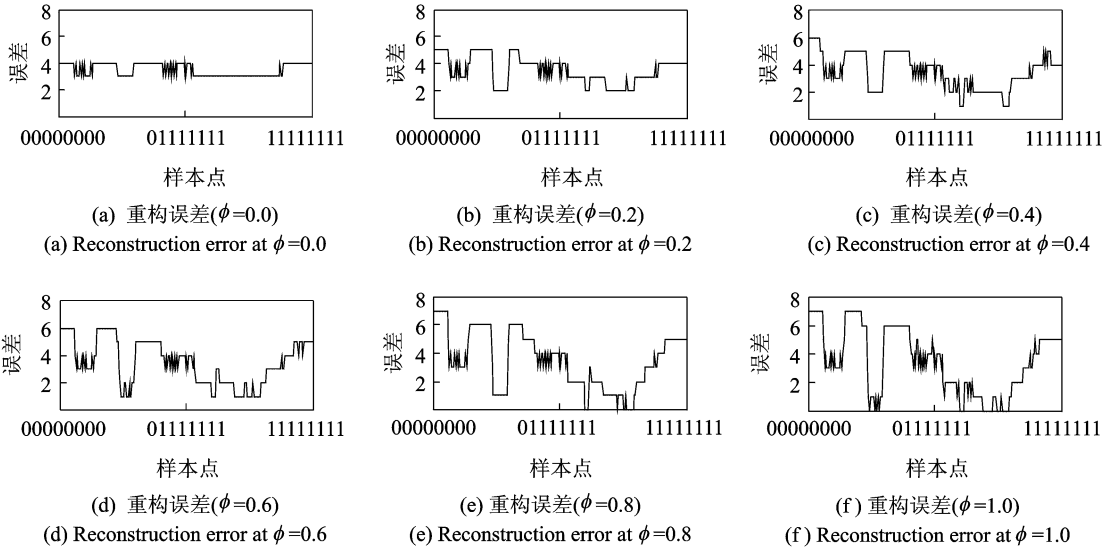 8
6
4
2
误差
00000000 01111111 11111111
样本点
(a) 重构误差(ϕ=0.0)
(a) Reconstruction error at ϕ=0.0
8
6
4
2
误差
00000000 01111111 11111111
样本点
(b) 重构误差(ϕ=0.2)
(b) Reconstruction error at ϕ=0.2
8
6
4
2
误差
00000000 01111111 11111111
样本点
(c) 重构误差(ϕ=0.4)
(c) Reconstruction error at ϕ=0.4
8
6
4
2
误差
00000000 01111111 11111111
样本点
(d) 重构误差(ϕ=0.6)
(d) Reconstruction error at ϕ=0.6
8
6
4
2
误差
00000000 01111111 11111111
样本点
(e) 重构误差(ϕ=0.8)
(e) Reconstruction error at ϕ=0.8
8
6
4
2
误差
00000000 01111111 11111111
样本点
(f ) 重构误差(ϕ=1.0)
(f ) Reconstruction error at ϕ=1.0